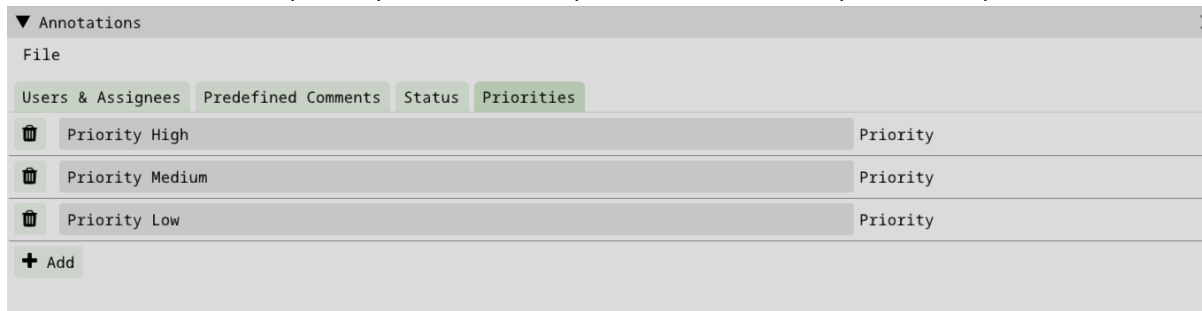 Annotations
File
Users & Assignees Predefined Comments Status Priorities
Priority High Priority
Priority Medium Priority
Priority Low Priority
Add